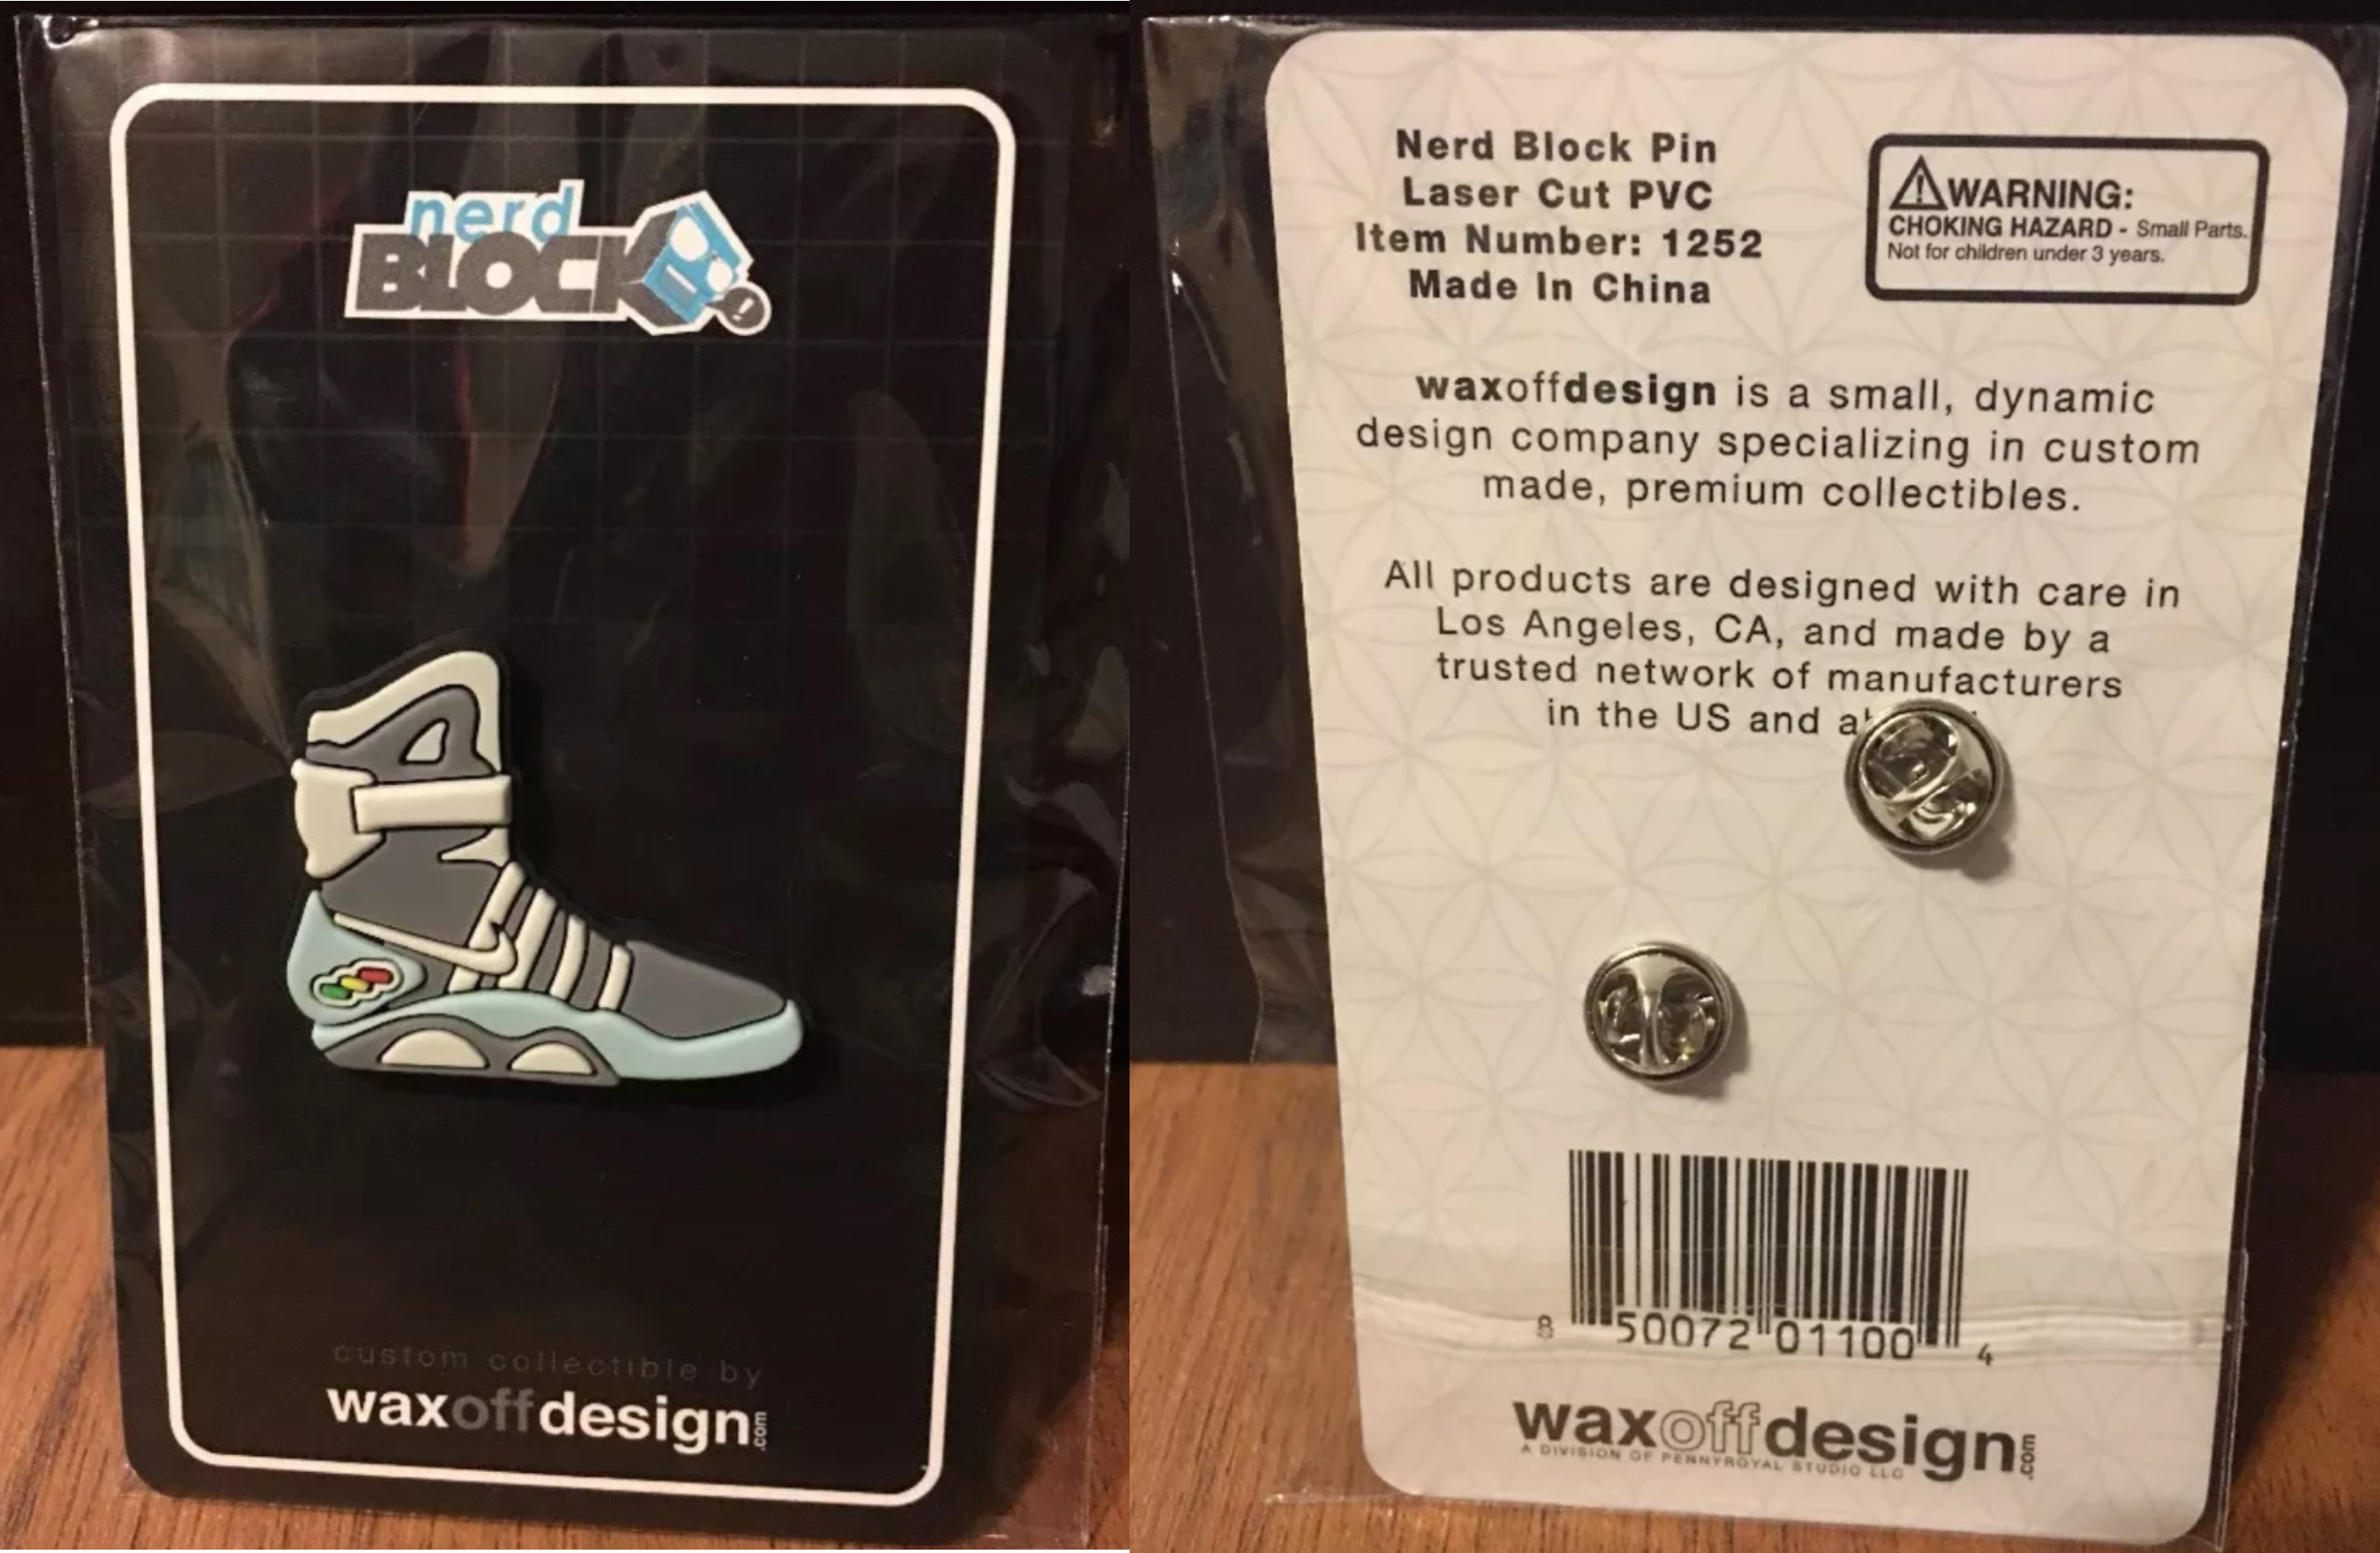 nerd
BLOCK
custom collectible by
waxoffdesign.com
Nerd Block Pin
Laser Cut PVC
Item Number: 1252
Made In China
WARNING:
CHOKING HAZARD - Small Parts.
Not for children under 3 years.
waxoffdesign is a small, dynamic
design company specializing in custom
made, premium collectibles.
All products are designed with care in
Los Angeles, CA, and made by a
trusted network of manufacturers
in the US and
8 50072 01100 4
waxoffdesign.com
A DIVISION OF PENNYROYAL STUDIO LLC